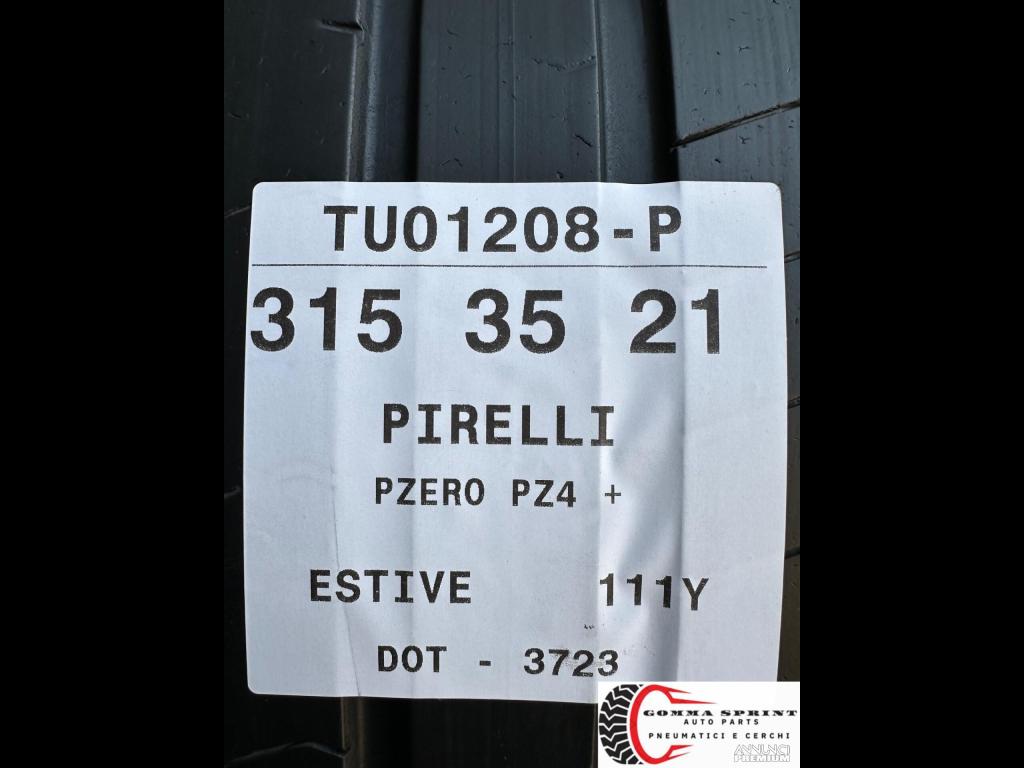 TU01208-P
315 35 21
PIRELLI
PZERO PZ4 +
ESTIVE 111Y
DOT - 3723
GOMMA SPRINT
AUTO PARTS
PNEUMATICI E CERCHI
ANNUNCI
PREMIUM